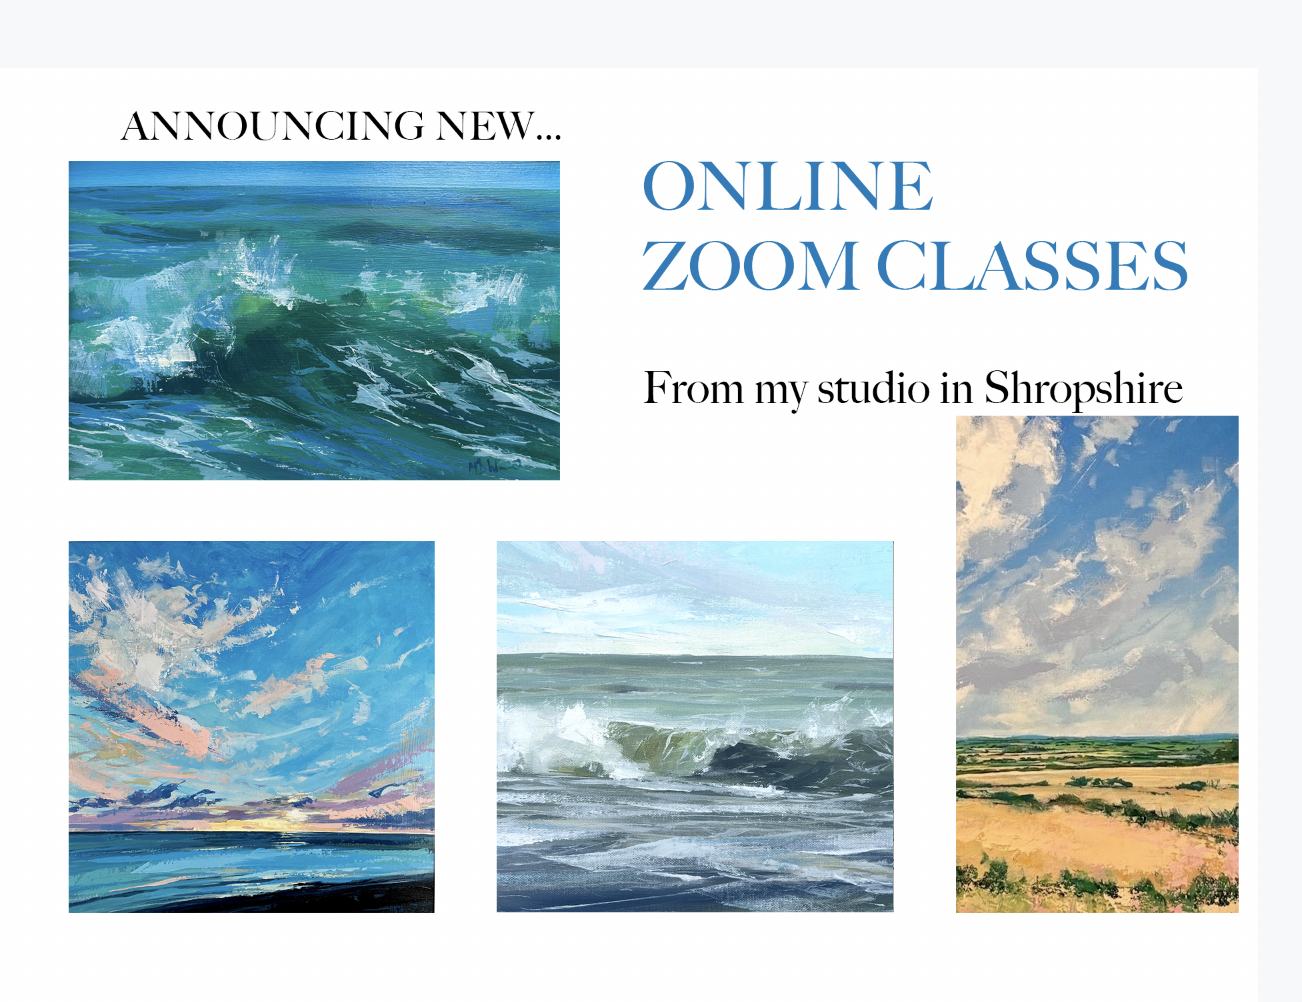 ANNOUNCING NEW...
ONLINE
ZOOM CLASSES
From my studio in Shropshire